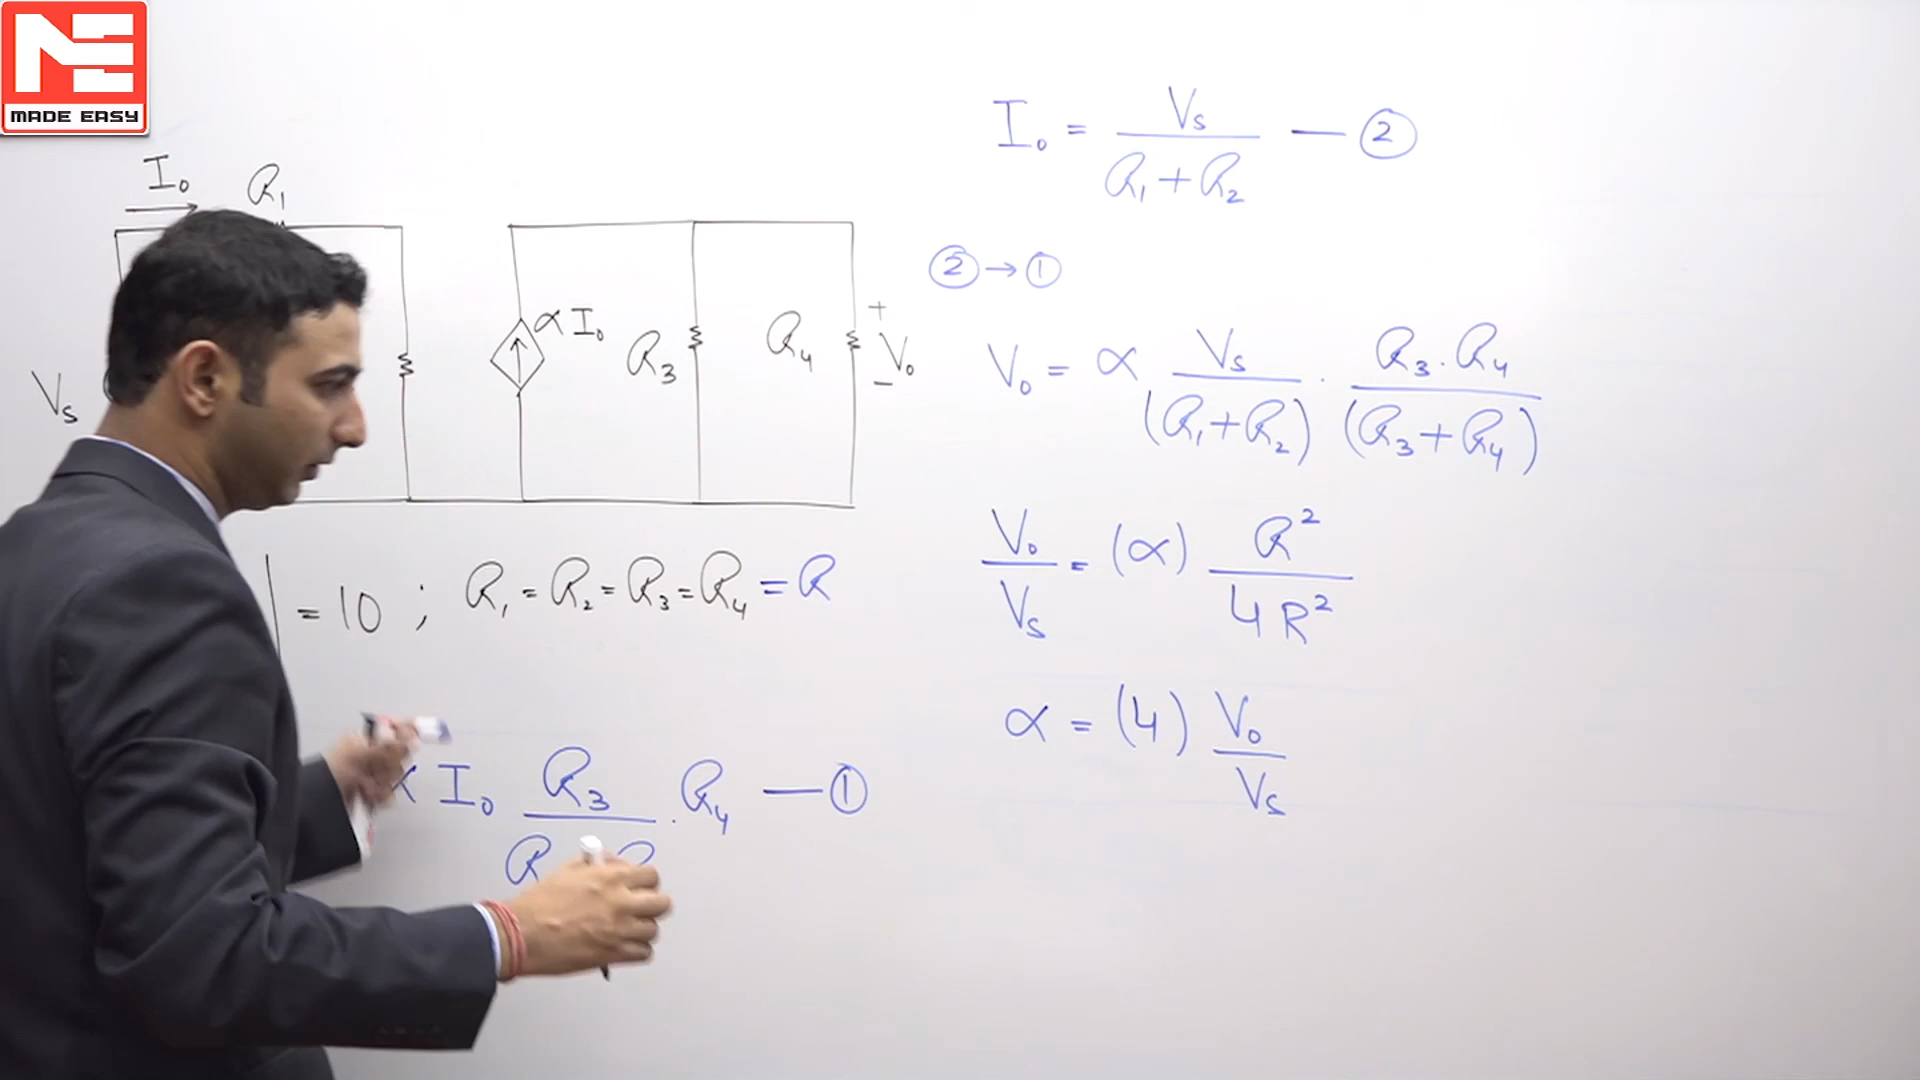 MADE EASY
I₀ R₁
Vₛ
αI₀ R₃ R₄ + V₀ −
| = 10 ; R₁ = R₂ = R₃ = R₄ = R
α I₀ R₃ / R . R₄ — ①
I₀ = Vₛ / R₁ + R₂ — ②
② → ①
V₀ = α Vₛ / (R₁ + R₂) . R₃ . R₄ / (R₃ + R₄)
V₀ / Vₛ = (α) R² / 4R²
α = (4) V₀ / Vₛ